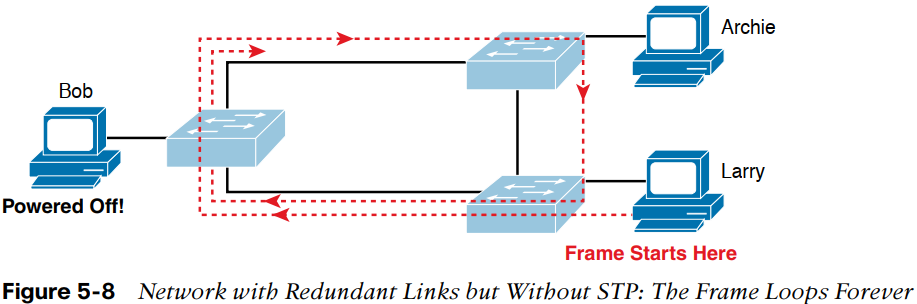 Archie
Bob
Larry
Powered Off!
Frame Starts Here
Figure 5-8 Network with Redundant Links but Without STP: The Frame Loops Forever